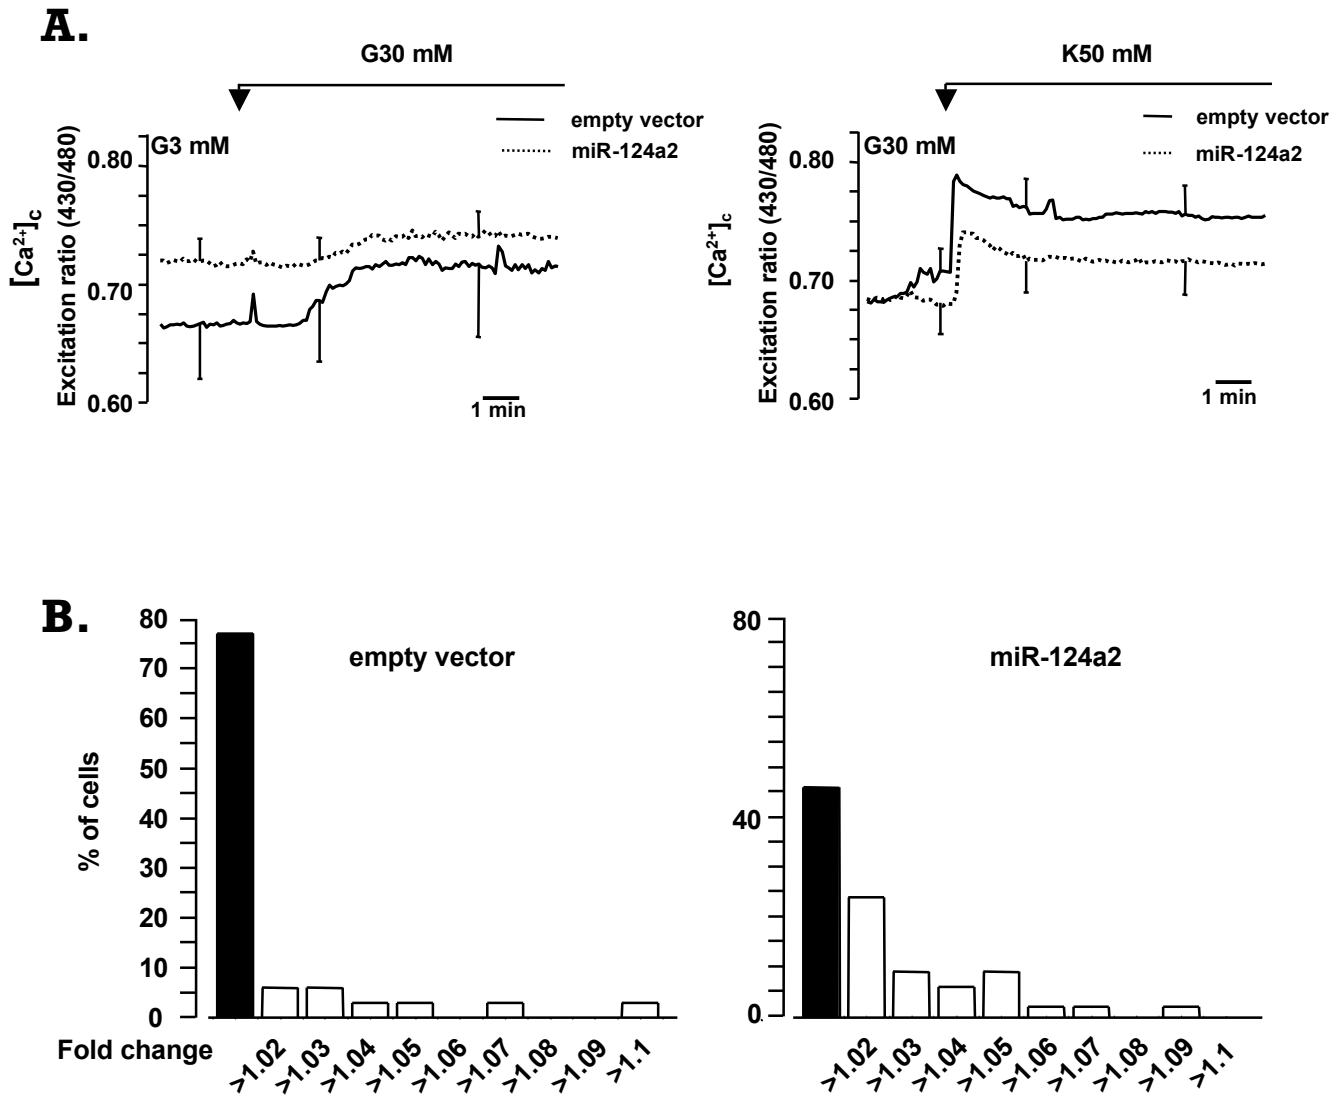 A.
G30 mM
empty vector
miR-124a2
G3 mM
0.80
0.70
0.60
[Ca2+]c
Excitation ratio (430/480)
1 min
K50 mM
empty vector
miR-124a2
G30 mM
0.80
0.70
0.60
[Ca2+]c
Excitation ratio (430/480)
1 min
B.
empty vector
80
70
60
50
40
30
20
10
0
% of cells
Fold change
>1.02
>1.03
>1.04
>1.05
>1.06
>1.07
>1.08
>1.09
>1.1
miR-124a2
80
40
0
>1.02
>1.03
>1.04
>1.05
>1.06
>1.07
>1.08
>1.09
>1.1